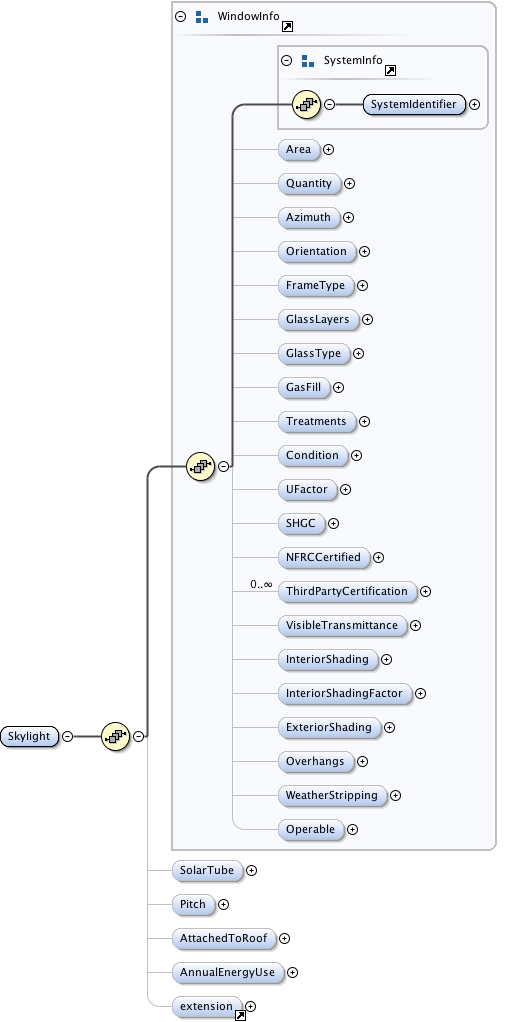 WindowInfo
SystemInfo
SystemIdentifier
Area
Quantity
Azimuth
Orientation
FrameType
GlassLayers
GlassType
GasFill
Treatments
Condition
UFactor
SHGC
NFRCCertified
0..∞
ThirdPartyCertification
VisibleTransmittance
InteriorShading
InteriorShadingFactor
ExteriorShading
Skylight
Overhangs
WeatherStripping
Operable
SolarTube
Pitch
AttachedToRoof
AnnualEnergyUse
extension